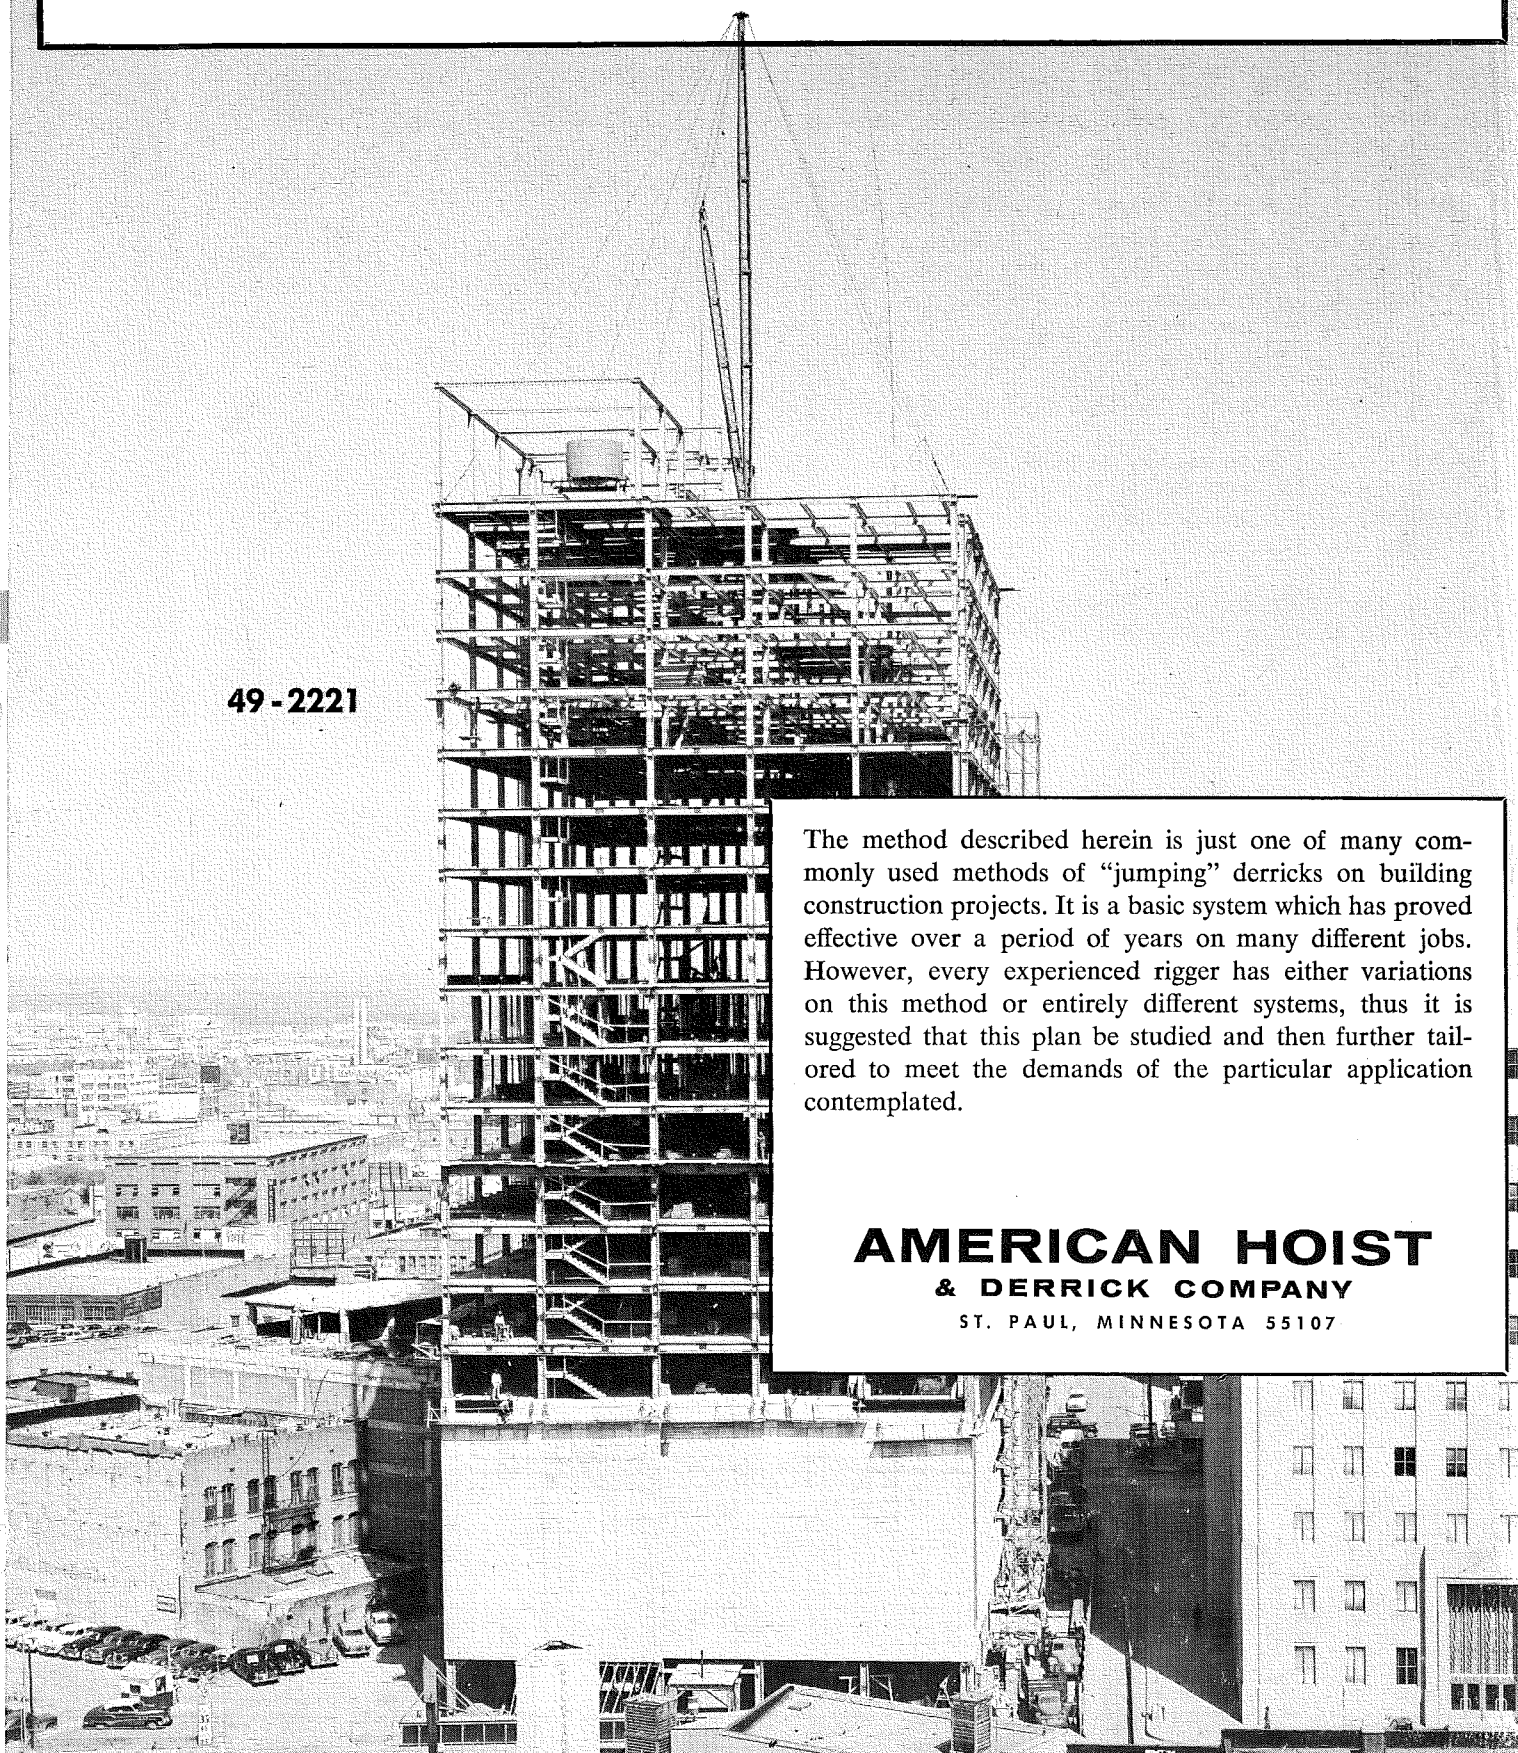 49-2221
The method described herein is just one of many com-
monly used methods of “jumping” derricks on building
construction projects. It is a basic system which has proved
effective over a period of years on many different jobs.
However, every experienced rigger has either variations
on this method or entirely different systems, thus it is
suggested that this plan be studied and then further tail-
ored to meet the demands of the particular application
contemplated.
AMERICAN HOIST
& DERRICK COMPANY
ST. PAUL, MINNESOTA 55107